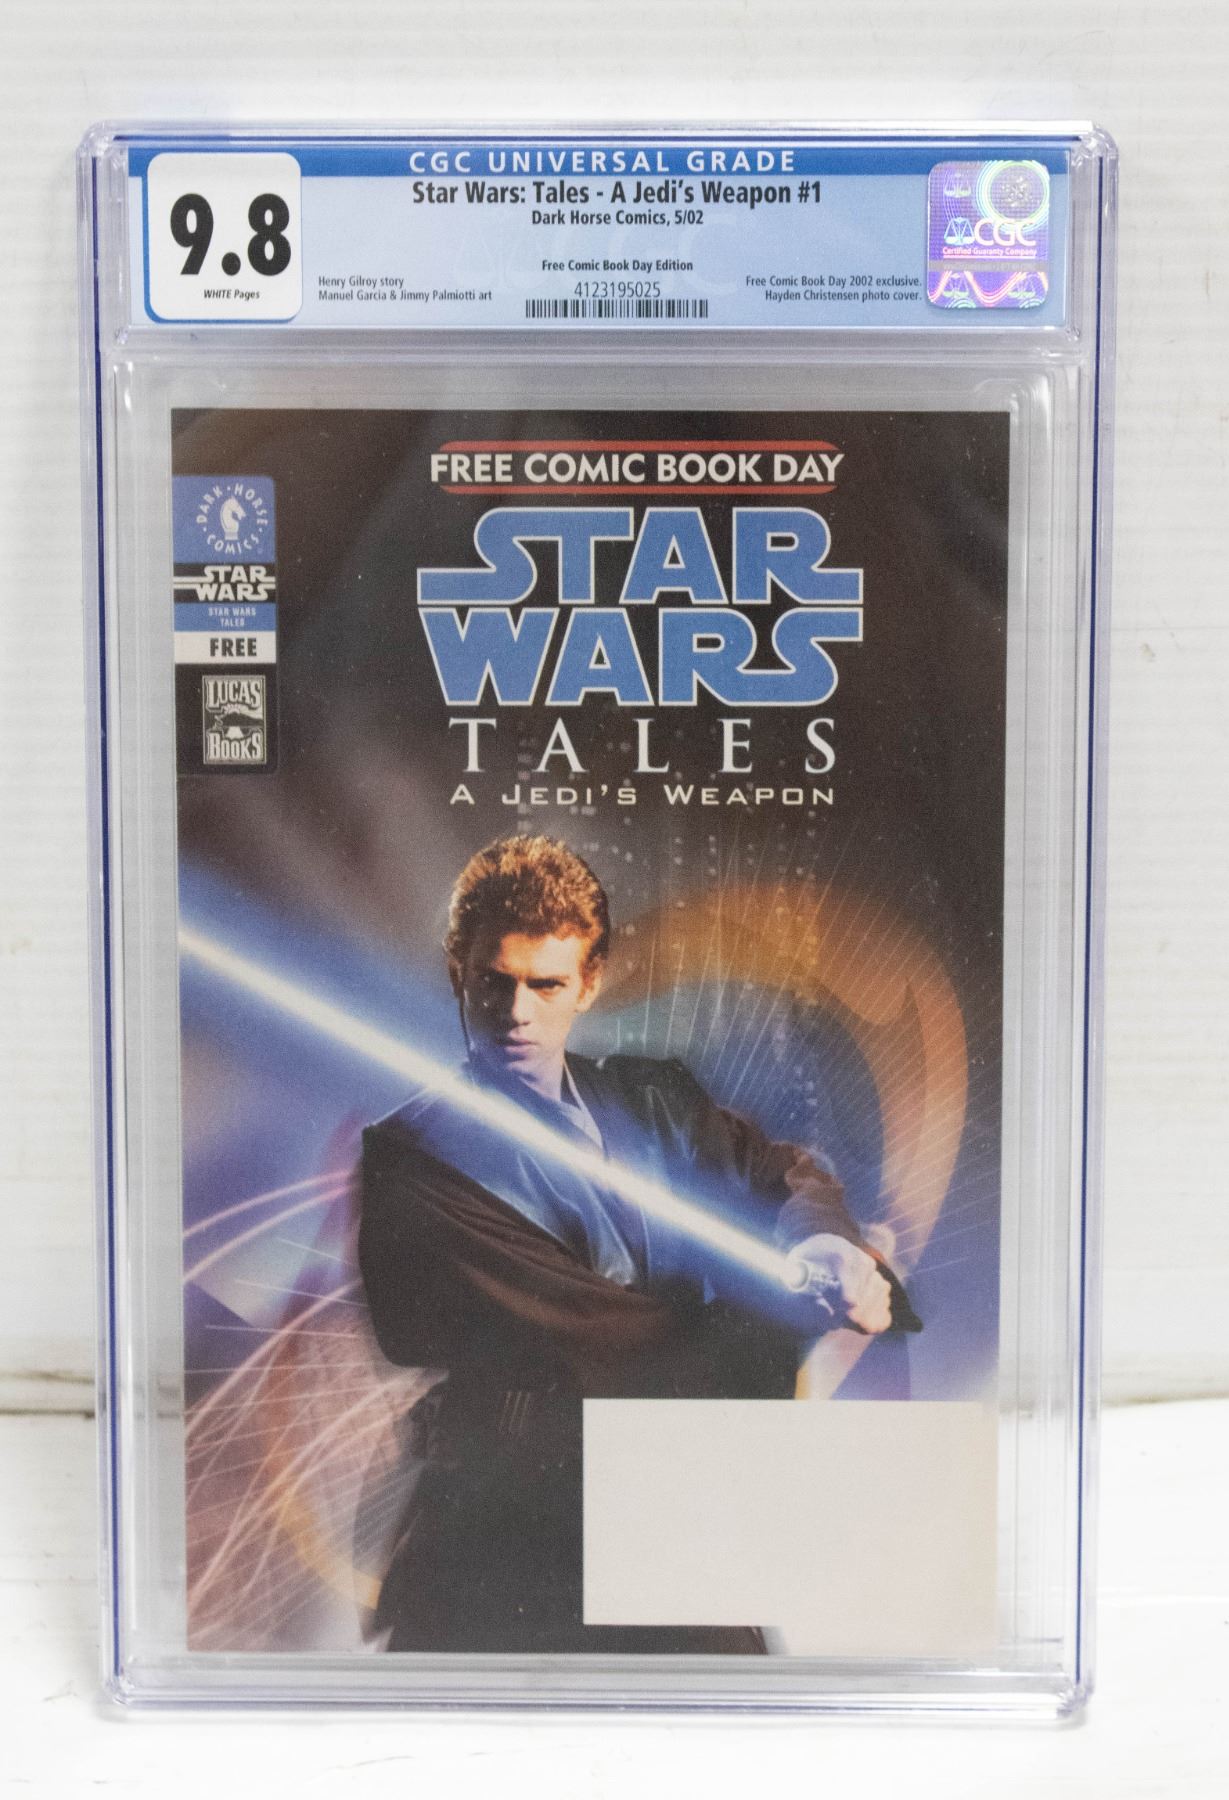 CGC UNIVERSAL GRADE
9.8
WHITE Pages
Star Wars: Tales - A Jedi's Weapon #1
Dark Horse Comics, 5/02
Free Comic Book Day Edition
Henry Gilroy story
Manuel Garcia & Jimmy Palmiotti art
4123195025
Free Comic Book Day 2002 exclusive.
Hayden Christensen photo cover.
CGC
Certified Guaranty Company
FREE COMIC BOOK DAY
STAR
WARS
TALES
A JEDI'S WEAPON
DARK HORSE
COMICS
STAR
WARS
STAR WARS
TALES
FREE
LUCAS
BOOKS